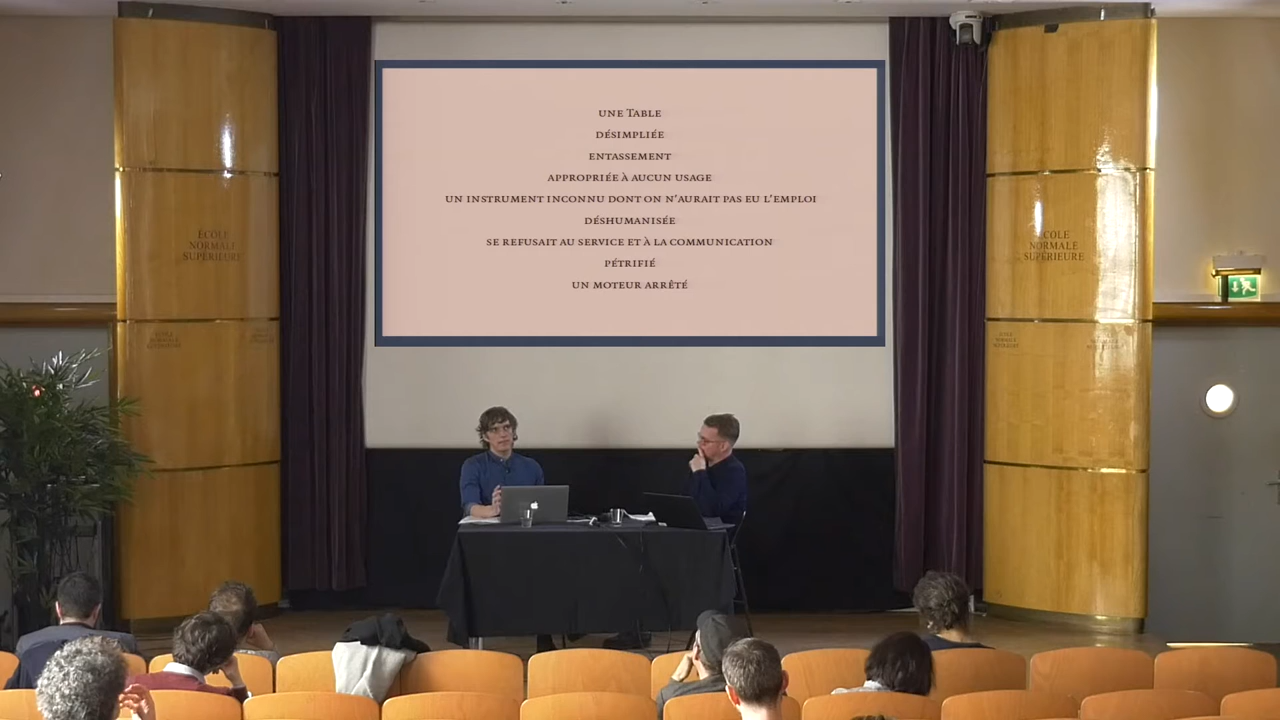 UNE TABLE
DÉSIMPLIÉE
ENTASSEMENT
APPROPRIÉE À AUCUN USAGE
UN INSTRUMENT INCONNU DONT ON N'AURAIT PAS EU L'EMPLOI
DÉSHUMANISÉE
SE REFUSAIT AU SERVICE ET À LA COMMUNICATION
PÉTRIFIÉ
UN MOTEUR ARRÊTÉ
ÉCOLE
NORMALE
SUPÉRIEURE
ÉCOLE
NORMALE
SUPÉRIEURE